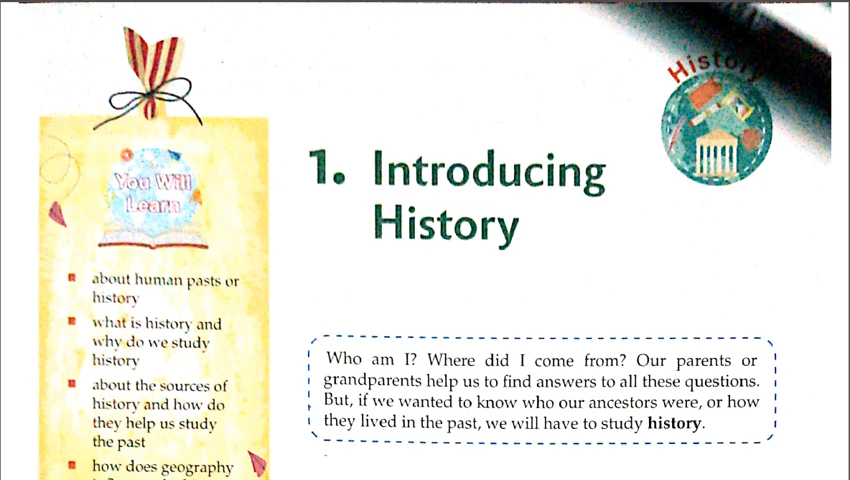 History
1. Introducing
History
You Will
Learn
about human pasts or
history
what is history and
why do we study
history
about the sources of
history and how do
they help us study
the past
how does geography
Who am I? Where did I come from? Our parents or
grandparents help us to find answers to all these questions.
But, if we wanted to know who our ancestors were, or how
they lived in the past, we will have to study history.